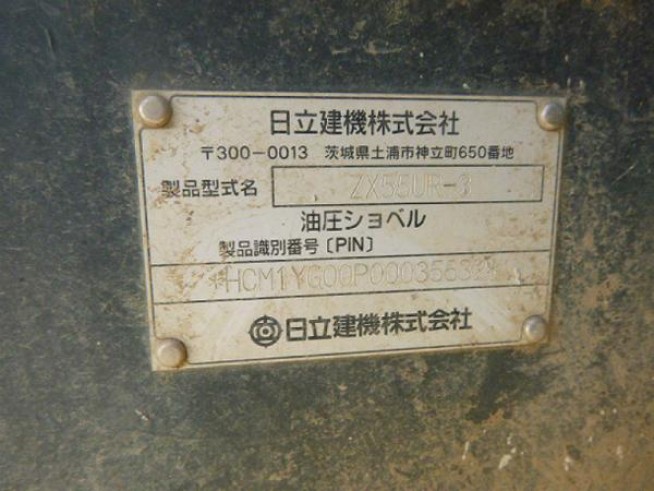 日立建機株式会社
〒300-0013 茨城県土浦市神立町650番地
製品型式名 ZX55UR-3
油圧ショベル
製品識別番号〔PIN〕
日立建機株式会社